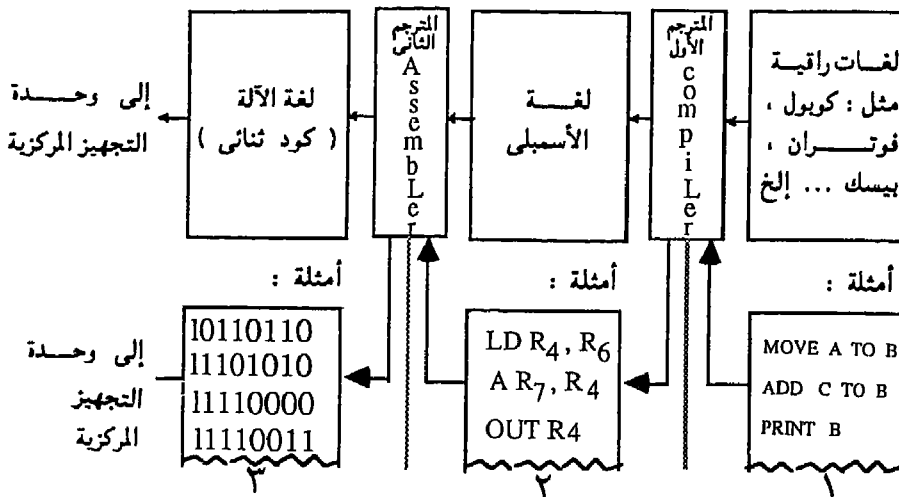 لغات راقية
مثل : كوبول ،
فوتران ،
بيسك ... إلخ
المترجم
الأول
compiLer
لغة
الأسمبلى
المترجم
الثانى
AssembLer
لغة الآلة
( كود ثنائى )
إلى وحدة
التجهيز المركزية
أمثلة :
MOVE A TO B
ADD C TO B
PRINT B
١
أمثلة :
LD R4 , R6
A R7 , R4
OUT R4
٢
أمثلة :
10110110
11101010
11110000
11110011
٣
إلى وحدة
التجهيز
المركزية